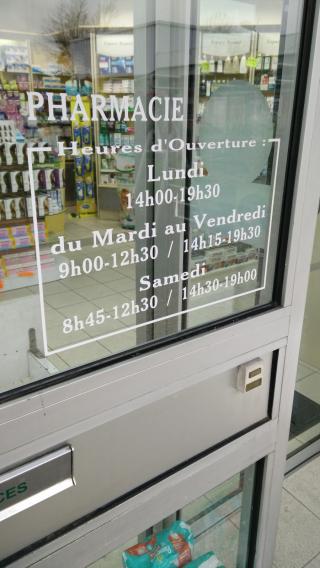 PHARMACIE
Heures d'Ouverture :
Lundi
14h00-19h30
du Mardi au Vendredi
9h00-12h30 / 14h15-19h30
Samedi
8h45-12h30 / 14h30-19h00